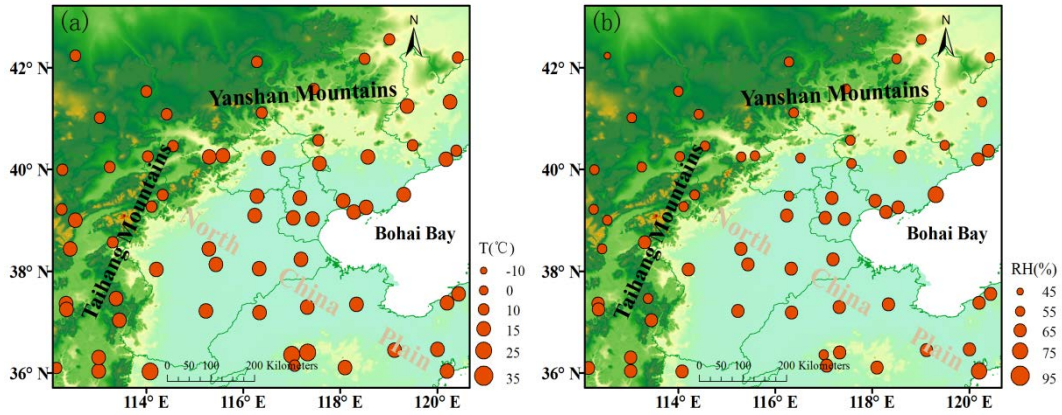 (a)
N
42° N
Yanshan Mountains
40° N
Taihang Mountains
North
China
Plain
Bohai Bay
38° N
36° N
T(℃)
-10
0
10
15
25
35
0 50 100 200 Kilometers
114°E 116°E 118°E 120°E
(b)
N
42° N
Yanshan Mountains
40° N
Taihang Mountains
North
China
Plain
Bohai Bay
38° N
36° N
RH(%)
45
55
65
75
95
0 50 100 200 Kilometers
114°E 116°E 118°E 120°E